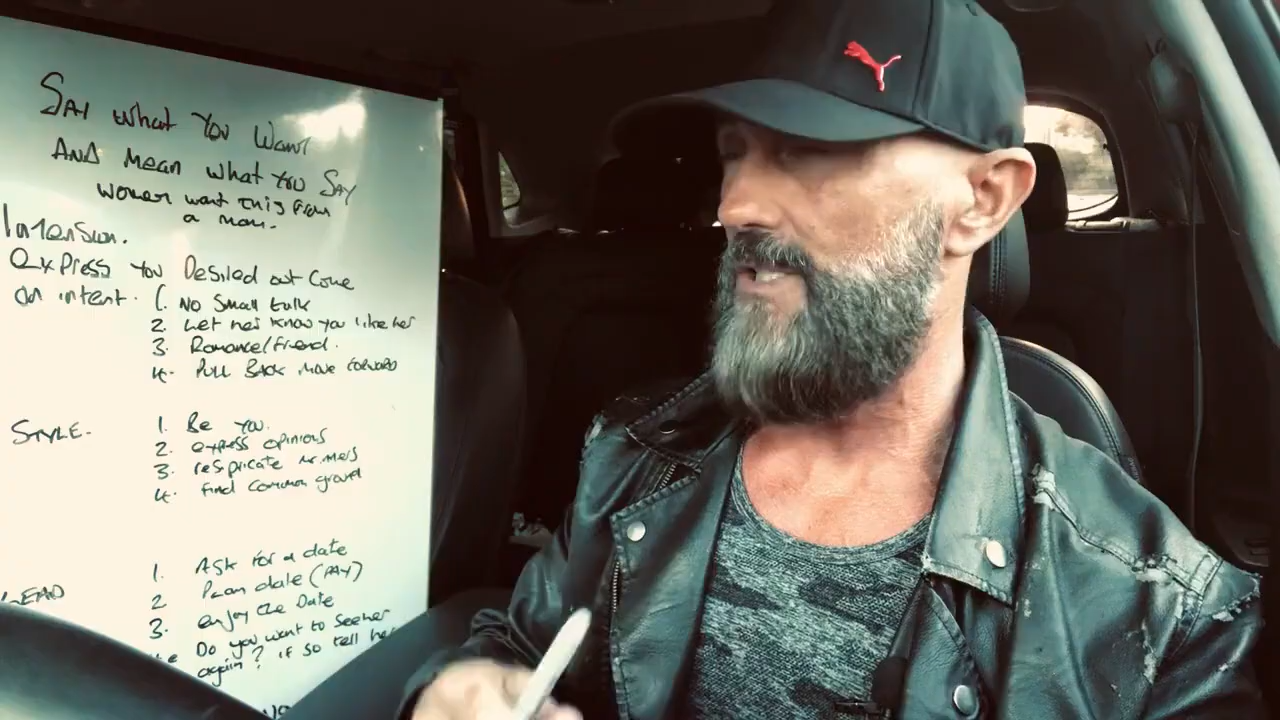 SAY What You Want
AND Mean what You SAY
women want this from
a man.
Intension.
express you Desired out Come
on intent. 1. No Small talk
2. Let her know you like her
3. Romance/friend.
4. PULL BACK move forward
STYLE. 1. Be You.
2. express opinions
3.
4. find common ground
LEAD 1. Ask for a date
2 Plan date (PAY)
3. enjoy the Date
Do you want to see her
again? if so tell her